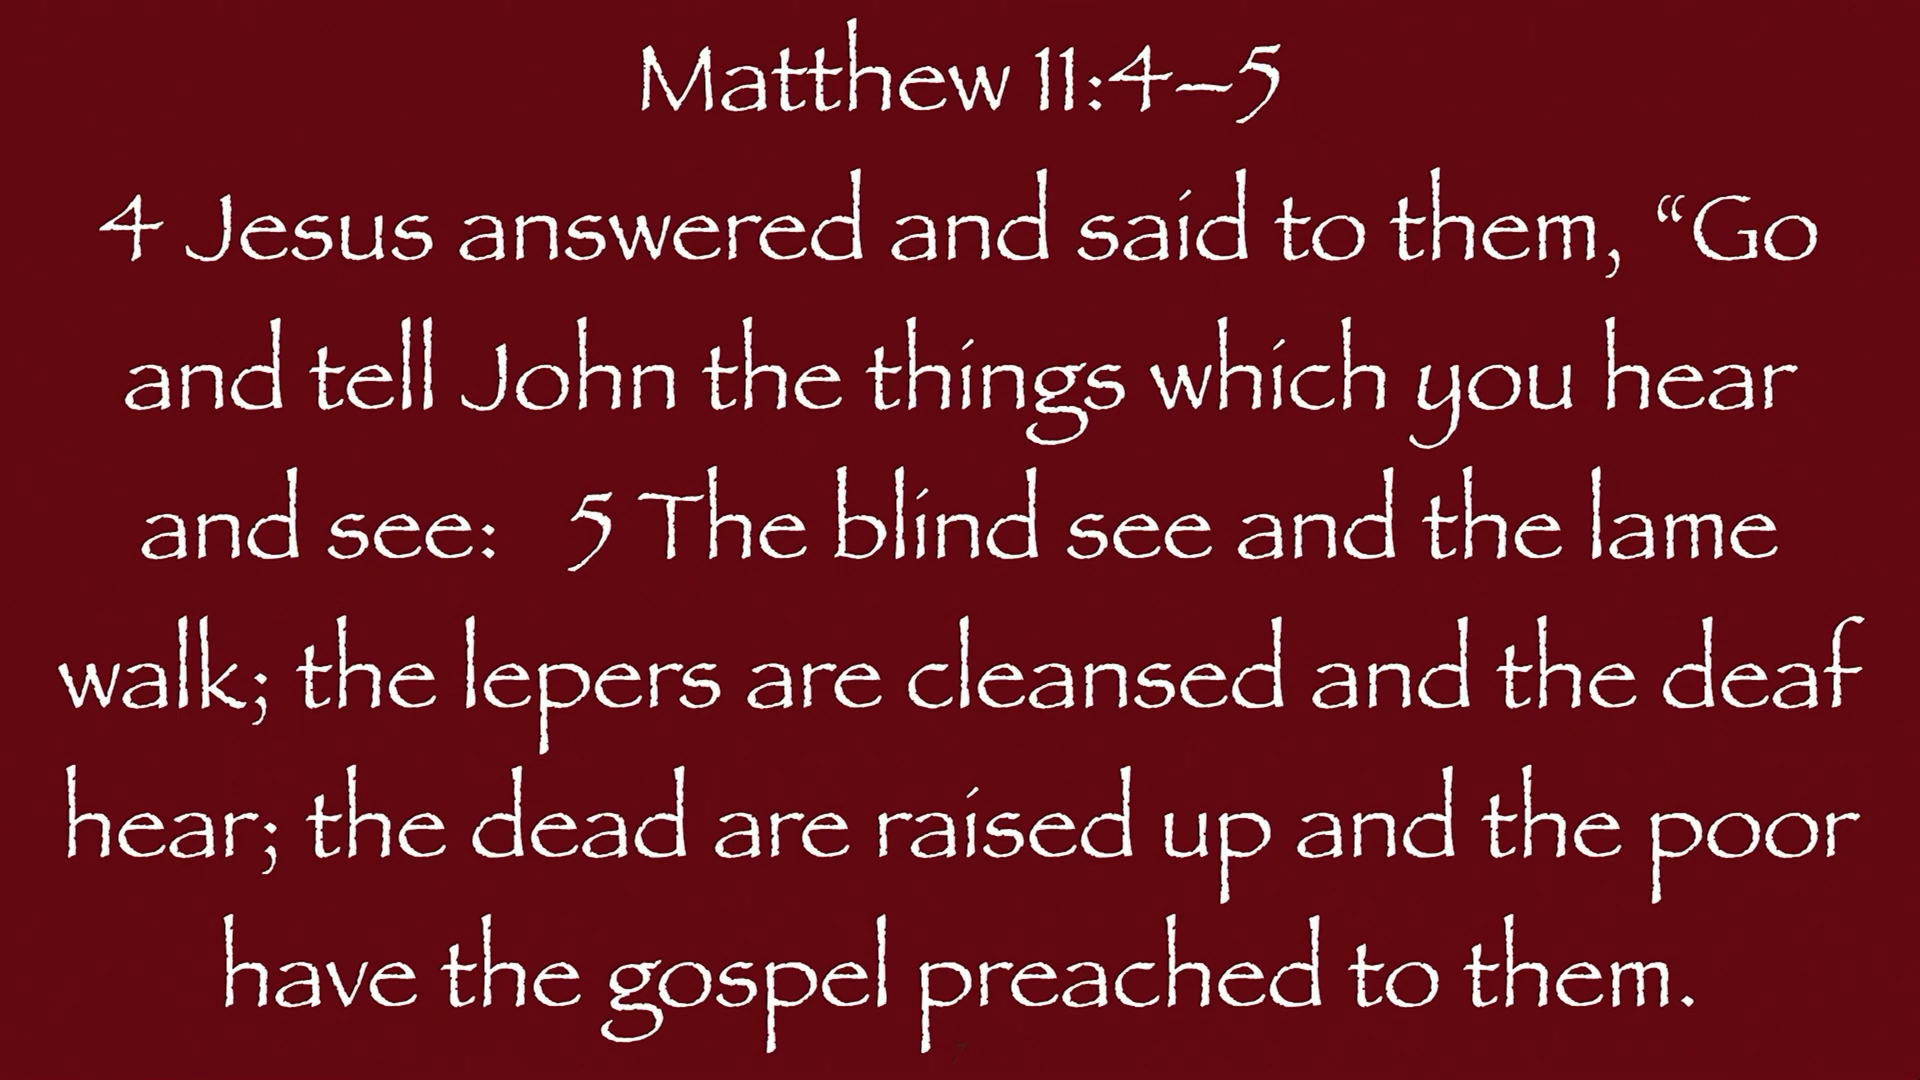 Matthew 11:4–5
4 Jesus answered and said to them, “Go
and tell John the things which you hear
and see:   5 The blind see and the lame
walk; the lepers are cleansed and the deaf
hear; the dead are raised up and the poor
have the gospel preached to them.
7